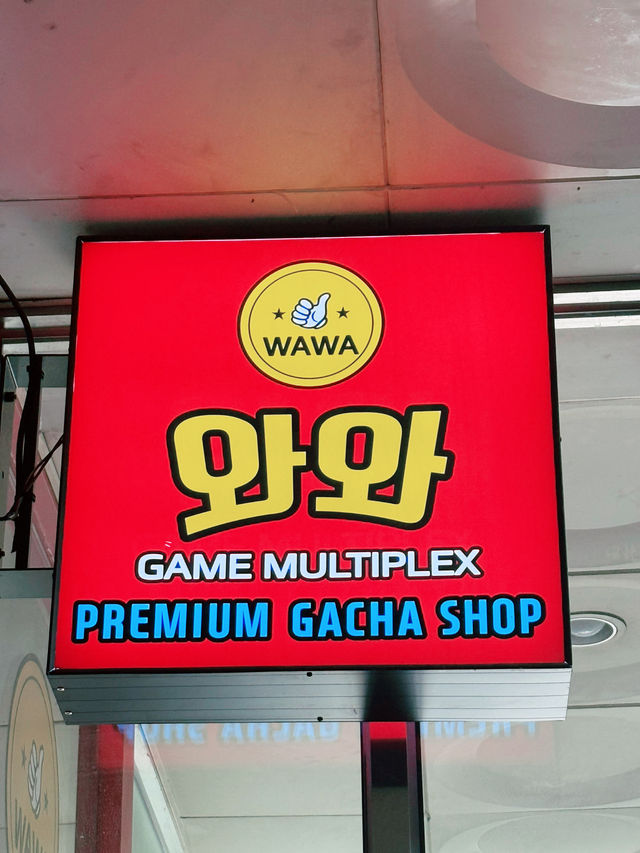 WAWA
와와
GAME MULTIPLEX
PREMIUM GACHA SHOP